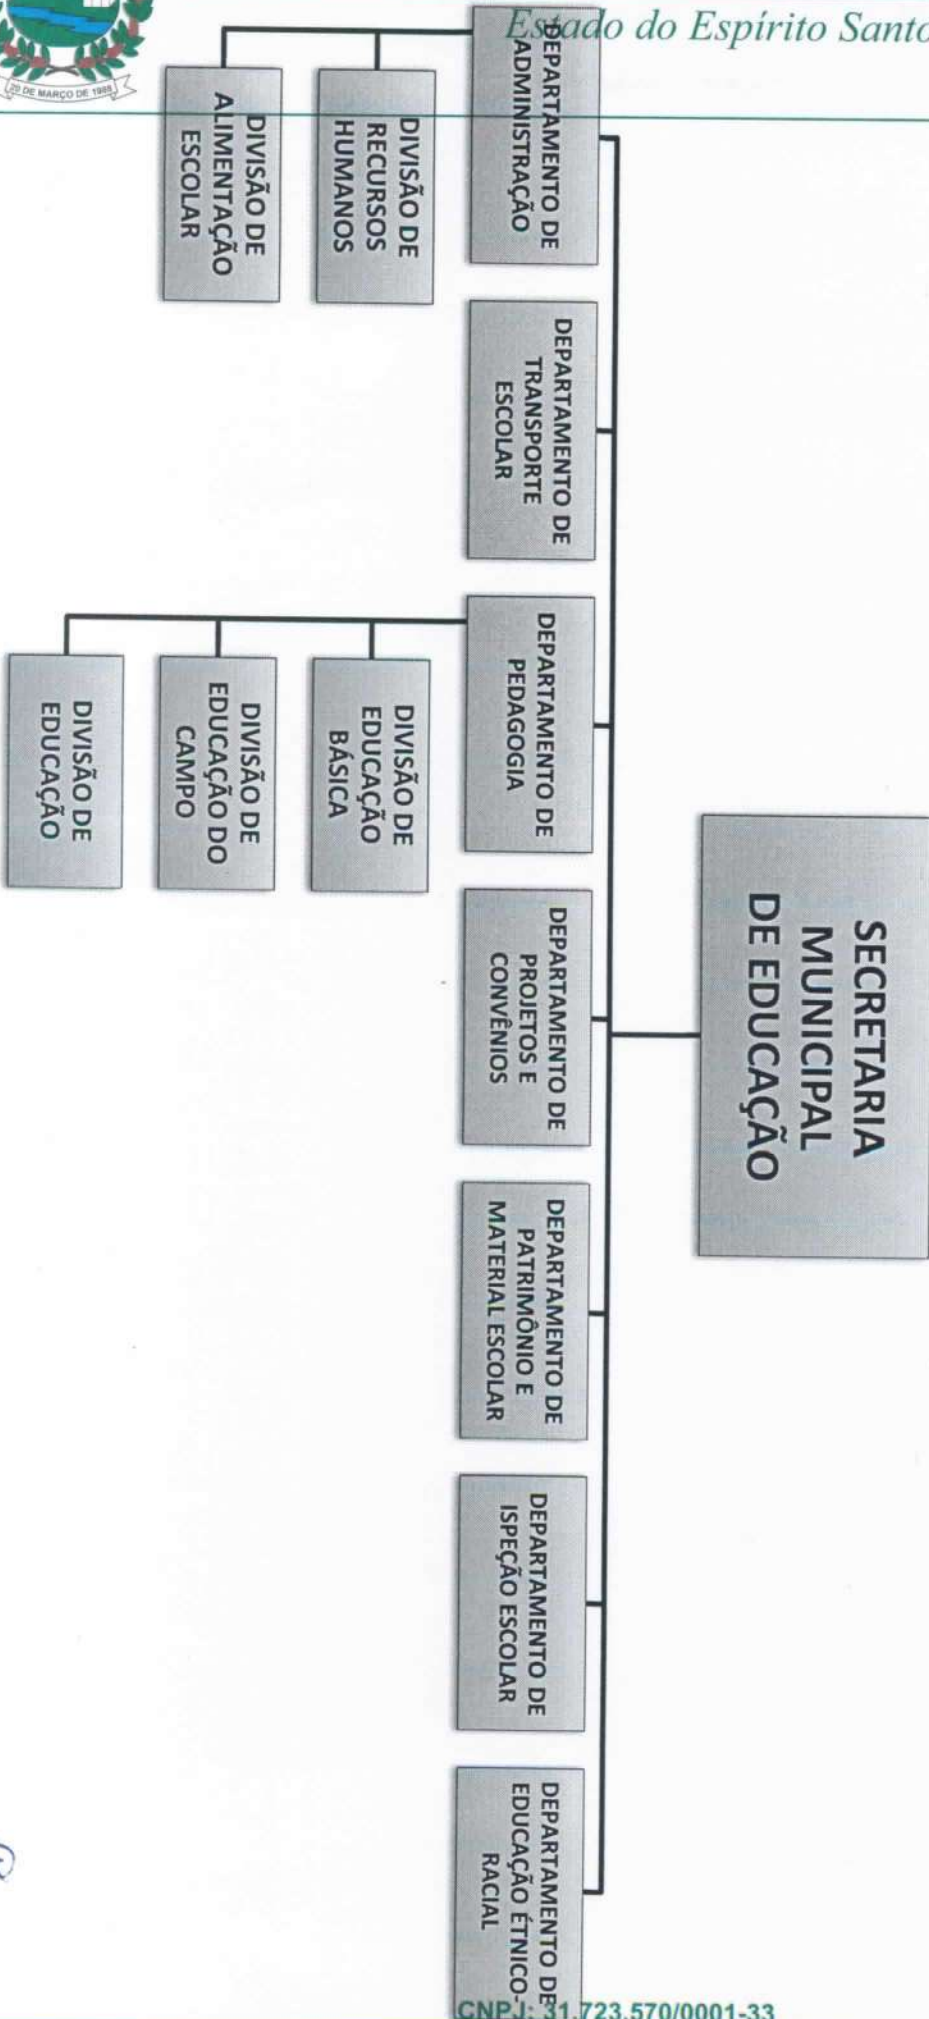 Estado do Espírito Santo
20 DE MARÇO DE 1988
SECRETARIA
MUNICIPAL
DE EDUCAÇÃO
DEPARTAMENTO DE
ADMINISTRAÇÃO
DIVISÃO DE
RECURSOS
HUMANOS
DIVISÃO DE
ALIMENTAÇÃO
ESCOLAR
DEPARTAMENTO DE
TRANSPORTE
ESCOLAR
DEPARTAMENTO DE
PEDAGOGIA
DIVISÃO DE
EDUCAÇÃO
BÁSICA
DIVISÃO DE
EDUCAÇÃO DO
CAMPO
DIVISÃO DE
EDUCAÇÃO
DEPARTAMENTO DE
PROJETOS E
CONVÊNIOS
DEPARTAMENTO DE
PATRIMÔNIO E
MATERIAL ESCOLAR
DEPARTAMENTO DE
ISPEÇÃO ESCOLAR
DEPARTAMENTO DE
EDUCAÇÃO ÉTNICO-
RACIAL
CNPJ: 31.723.570/0001-33